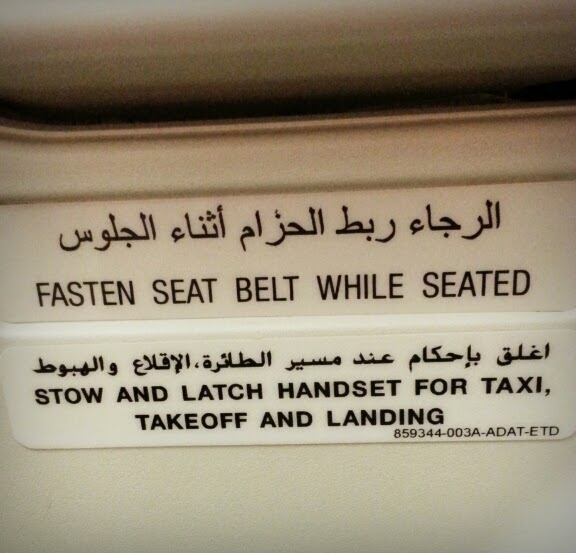 الرجاء ربط الحزام أثناء الجلوس
FASTEN SEAT BELT WHILE SEATED
اغلق بإحكام عند مسير الطائرة،الإقلاع والهبوط
STOW AND LATCH HANDSET FOR TAXI,
TAKEOFF AND LANDING
859344-003A-ADAT-ETD